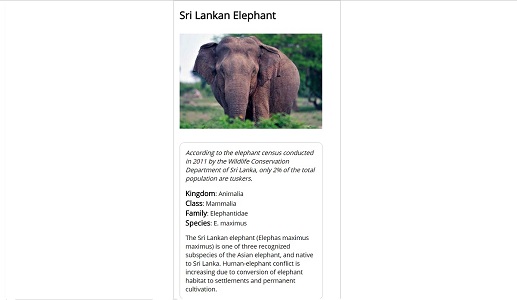 Sri Lankan Elephant
According to the elephant census conducted
in 2011 by the Wildlife Conservation
Department of Sri Lanka, only 2% of the total
population are tuskers.
Kingdom: Animalia
Class: Mammalia
Family: Elephantidae
Species: E. maximus
The Sri Lankan elephant (Elephas maximus
maximus) is one of three recognized
subspecies of the Asian elephant, and native
to Sri Lanka. Human-elephant conflict is
increasing due to conversion of elephant
habitat to settlements and permanent
cultivation.